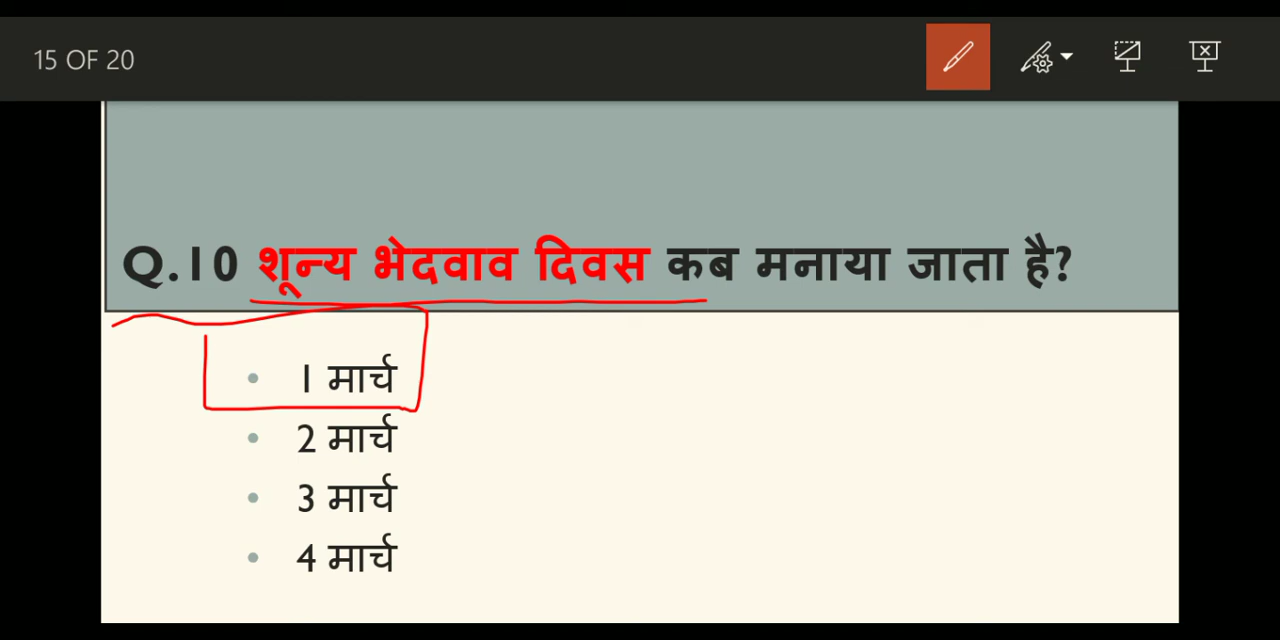 15 OF 20
Q.10 शून्य भेदवाव दिवस कब मनाया जाता है?
• 1 मार्च
• 2 मार्च
• 3 मार्च
• 4 मार्च